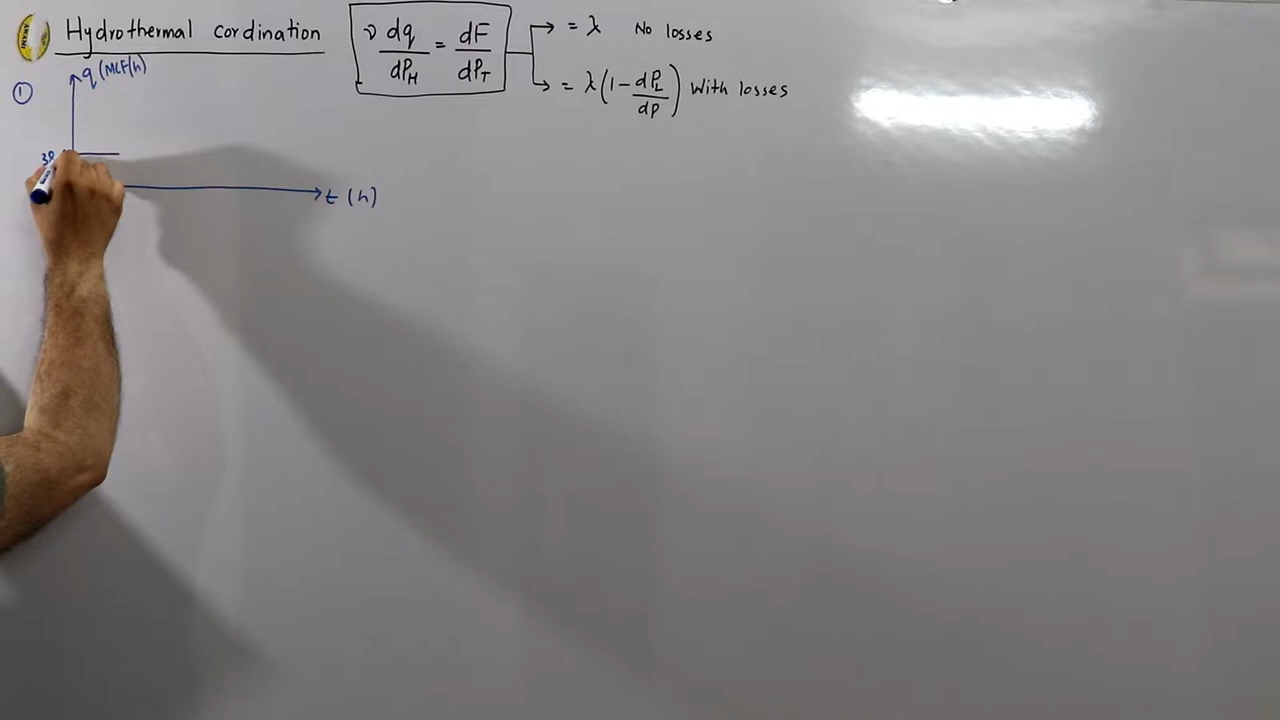 Hydrothermal cordination
ν dq/dP_H = dF/dP_T
= λ No losses
= λ(1 - dP_L/dP) With losses
①
q (MCF/h)
t (h)